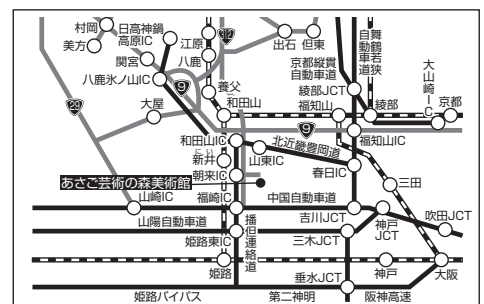 村岡
日高神鍋
高原IC
江原
12
出石
但東
舞鶴若狭
自動車道
大山崎IC
美方
関宮
八鹿
京都縦貫
自動車道
八鹿氷ノ山IC
9
養父
綾部JCT
29
大屋
和田山
福知山
綾部
京都
和田山IC
9
福知山IC
にい
新井
山東IC
北近畿豊岡道
朝来IC
春日IC
あさご芸術の森美術館
三田
山崎IC
福崎IC
中国自動車道
山陽自動車道
播但連絡道
吉川JCT
神戸
JCT
吹田JCT
姫路東IC
三木JCT
姫路
神戸
大阪
垂水JCT
姫路バイパス
第二神明
阪神高速